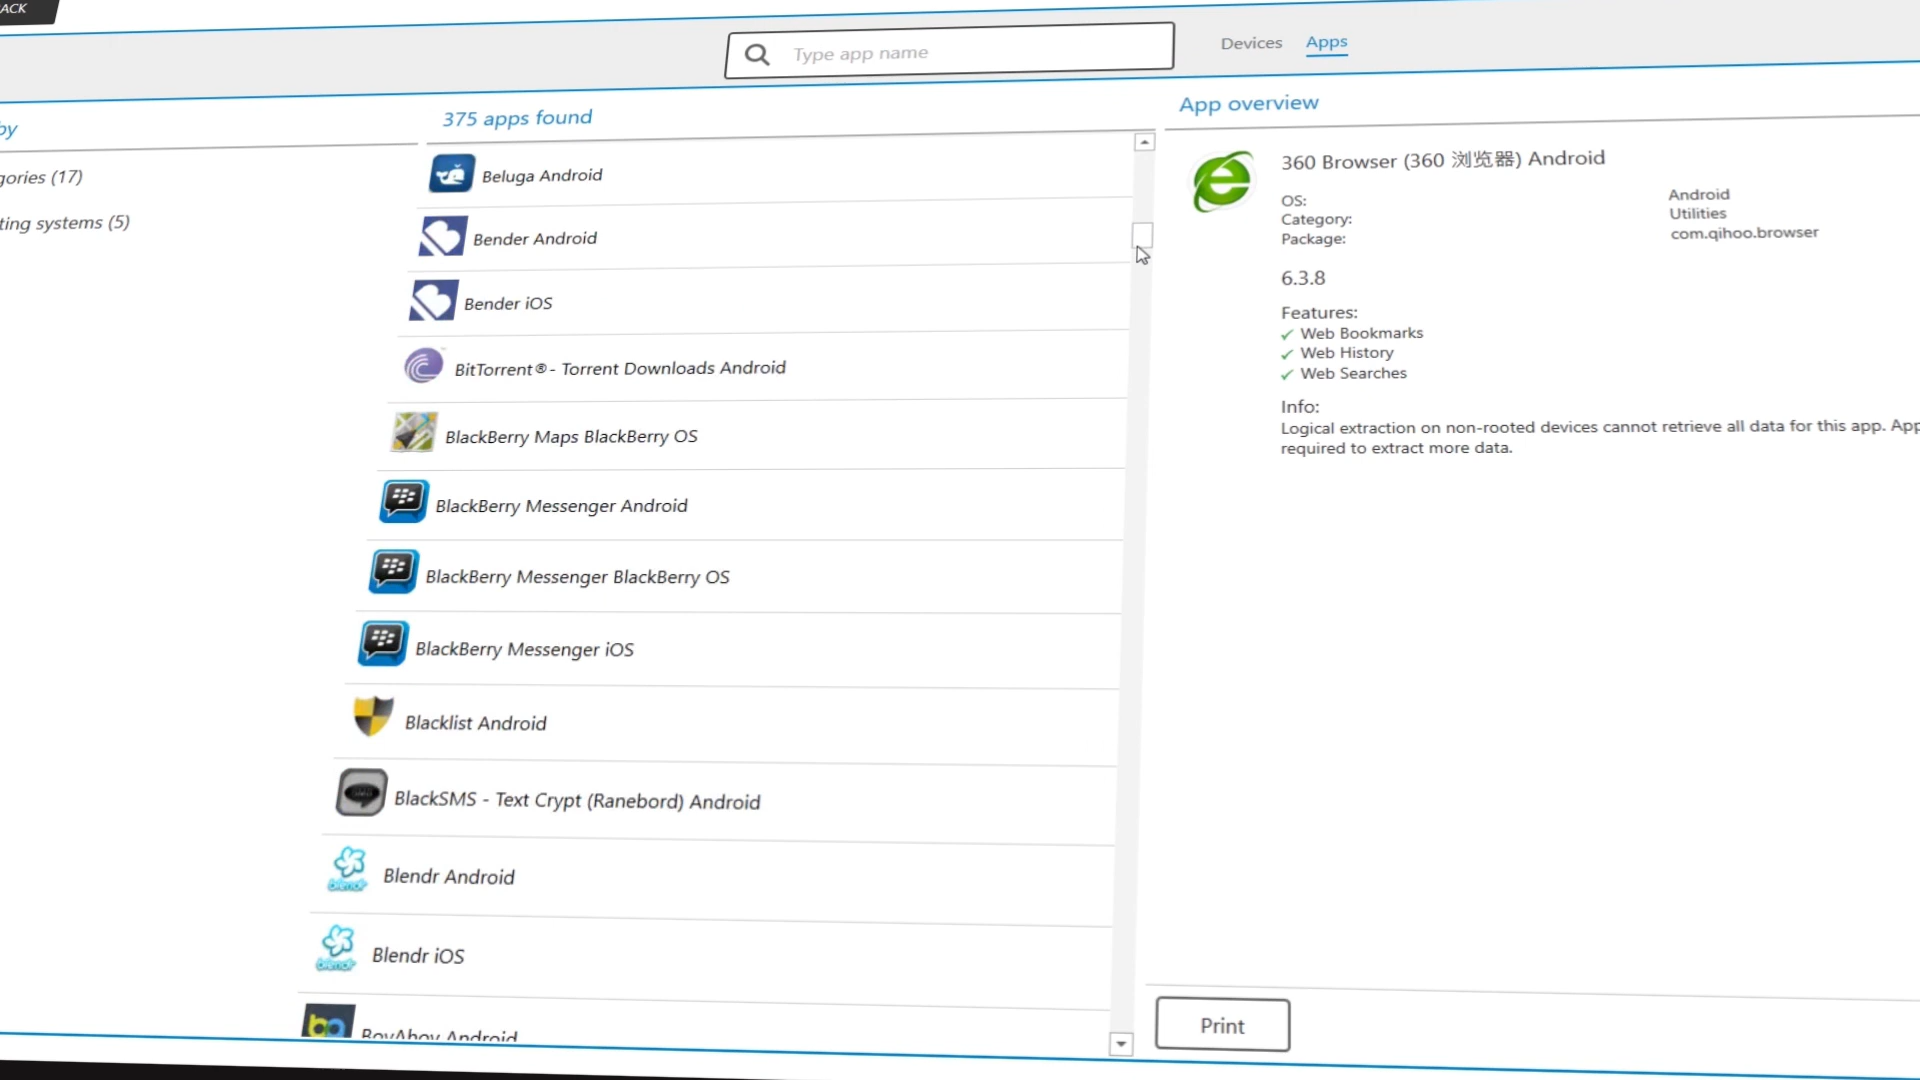 ACK
Type app name
Devices
Apps
by
375 apps found
App overview
gories (17)
ting systems (5)
Beluga Android
Bender Android
Bender iOS
BitTorrent®- Torrent Downloads Android
BlackBerry Maps BlackBerry OS
BlackBerry Messenger Android
BlackBerry Messenger BlackBerry OS
BlackBerry Messenger iOS
Blacklist Android
BlackSMS - Text Crypt (Ranebord) Android
Blendr Android
Blendr iOS
BoyAhoy Android
360 Browser (360 浏览器) Android
OS: Android
Category: Utilities
Package: com.qihoo.browser
6.3.8
Features:
✓ Web Bookmarks
✓ Web History
✓ Web Searches
Info:
Logical extraction on non-rooted devices cannot retrieve all data for this app. App
required to extract more data.
Print